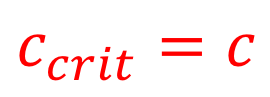 c_crit = c